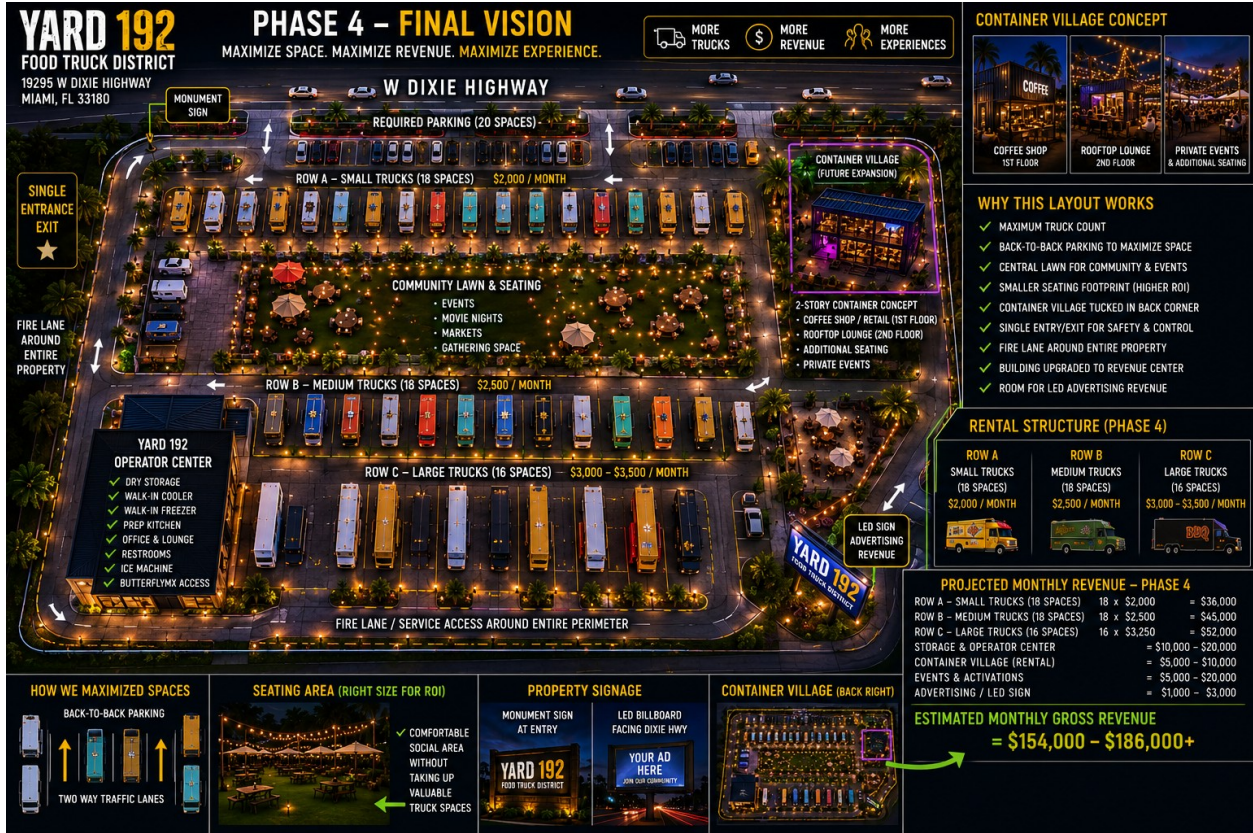 YARD 192
FOOD TRUCK DISTRICT
19295 W DIXIE HIGHWAY
MIAMI, FL 33180
PHASE 4 – FINAL VISION
MAXIMIZE SPACE. MAXIMIZE REVENUE. MAXIMIZE EXPERIENCE.
MORE
TRUCKS
$
MORE
REVENUE
MORE
EXPERIENCES
W DIXIE HIGHWAY
MONUMENT
SIGN
REQUIRED PARKING (20 SPACES)
ROW A – SMALL TRUCKS (18 SPACES) $2,000 / MONTH
SINGLE
ENTRANCE
EXIT
CONTAINER VILLAGE
(FUTURE EXPANSION)
COMMUNITY LAWN & SEATING
• EVENTS
• MOVIE NIGHTS
• MARKETS
• GATHERING SPACE
2-STORY CONTAINER CONCEPT
• COFFEE SHOP / RETAIL (1ST FLOOR)
• ROOFTOP LOUNGE (2ND FLOOR)
• ADDITIONAL SEATING
• PRIVATE EVENTS
FIRE LANE
AROUND
ENTIRE
PROPERTY
ROW B – MEDIUM TRUCKS (18 SPACES) $2,500 / MONTH
YARD 192
OPERATOR CENTER
✓ DRY STORAGE
✓ WALK-IN COOLER
✓ WALK-IN FREEZER
✓ PREP KITCHEN
✓ OFFICE & LOUNGE
✓ RESTROOMS
✓ ICE MACHINE
✓ BUTTERFLYMX ACCESS
ROW C – LARGE TRUCKS (16 SPACES) — $3,000 – $3,500 / MONTH
LED SIGN
ADVERTISING
REVENUE
YARD 192
FOOD TRUCK DISTRICT
FIRE LANE / SERVICE ACCESS AROUND ENTIRE PERIMETER
CONTAINER VILLAGE CONCEPT
COFFEE
COFFEE SHOP
1ST FLOOR
ROOFTOP LOUNGE
2ND FLOOR
PRIVATE EVENTS
& ADDITIONAL SEATING
WHY THIS LAYOUT WORKS
✓ MAXIMUM TRUCK COUNT
✓ BACK-TO-BACK PARKING TO MAXIMIZE SPACE
✓ CENTRAL LAWN FOR COMMUNITY & EVENTS
✓ SMALLER SEATING FOOTPRINT (HIGHER ROI)
✓ CONTAINER VILLAGE TUCKED IN BACK CORNER
✓ SINGLE ENTRY/EXIT FOR SAFETY & CONTROL
✓ FIRE LANE AROUND ENTIRE PROPERTY
✓ BUILDING UPGRADED TO REVENUE CENTER
✓ ROOM FOR LED ADVERTISING REVENUE
RENTAL STRUCTURE (PHASE 4)
ROW A
SMALL TRUCKS
(18 SPACES)
$2,000 / MONTH
ROW B
MEDIUM TRUCKS
(18 SPACES)
$2,500 / MONTH
ROW C
LARGE TRUCKS
(16 SPACES)
$3,000 – $3,500 / MONTH
BBQ
PROJECTED MONTHLY REVENUE – PHASE 4
ROW A – SMALL TRUCKS (18 SPACES) 18 x $2,000 = $36,000
ROW B – MEDIUM TRUCKS (18 SPACES) 18 x $2,500 = $45,000
ROW C – LARGE TRUCKS (16 SPACES) 16 x $3,250 = $52,000
STORAGE & OPERATOR CENTER = $10,000 – $20,000
CONTAINER VILLAGE (RENTAL) = $5,000 – $10,000
EVENTS & ACTIVATIONS = $5,000 – $20,000
ADVERTISING / LED SIGN = $1,000 – $3,000
ESTIMATED MONTHLY GROSS REVENUE
= $154,000 – $186,000+
HOW WE MAXIMIZED SPACES
BACK-TO-BACK PARKING
TWO WAY TRAFFIC LANES
SEATING AREA (RIGHT SIZE FOR ROI)
✓ COMFORTABLE
SOCIAL AREA
WITHOUT
TAKING UP
VALUABLE
TRUCK SPACES
PROPERTY SIGNAGE
MONUMENT SIGN
AT ENTRY
YARD 192
FOOD TRUCK DISTRICT
LED BILLBOARD
FACING DIXIE HWY
YOUR AD
HERE
JOIN OUR COMMUNITY
CONTAINER VILLAGE (BACK RIGHT)